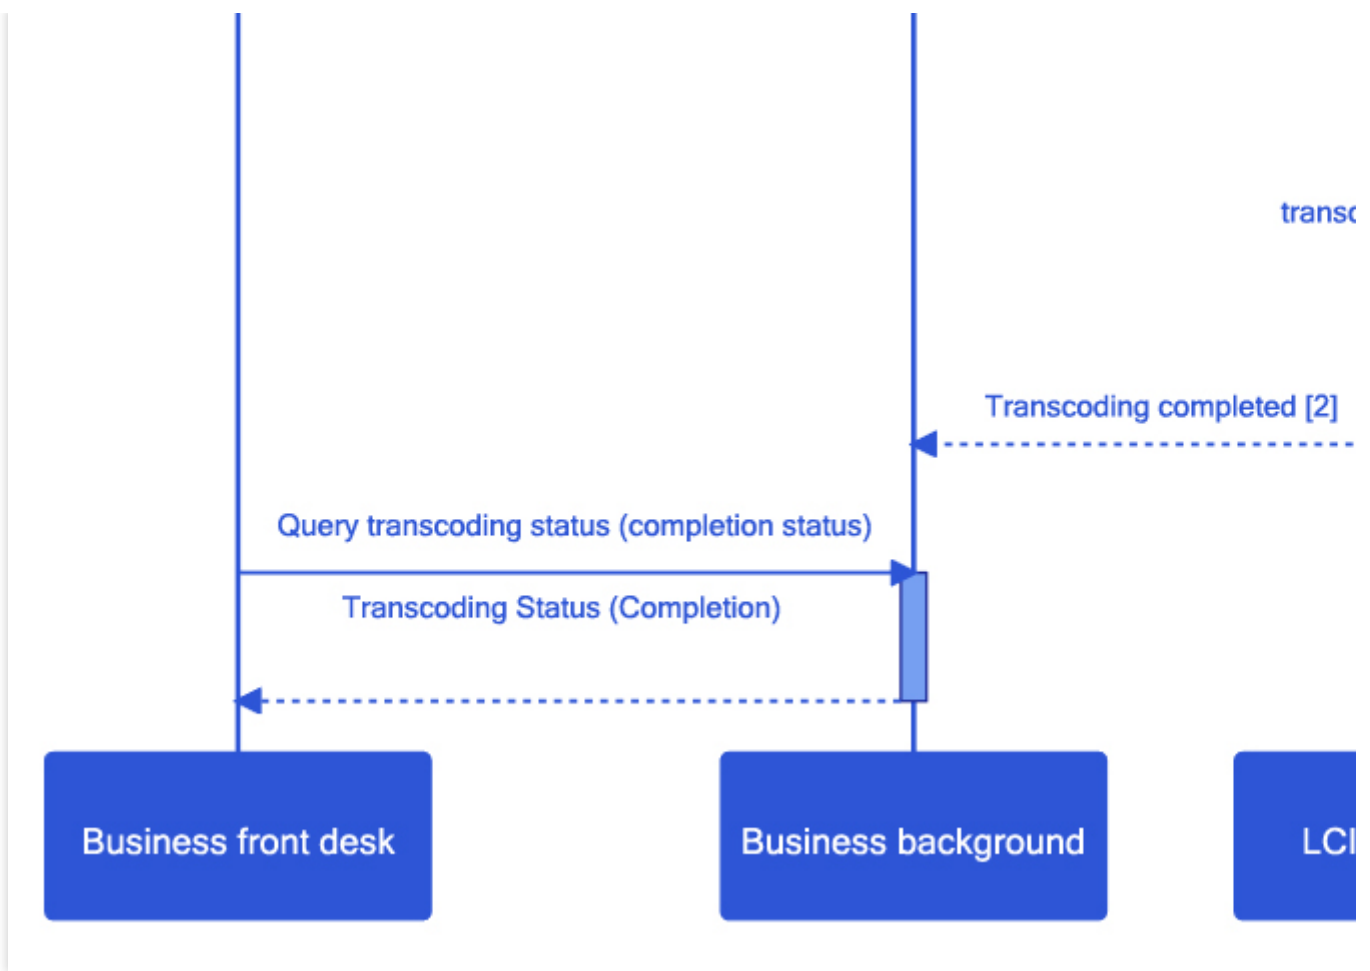 Transcoding completed [2]
Query transcoding status (completion status)
Transcoding Status (Completion)
Business front desk
Business background